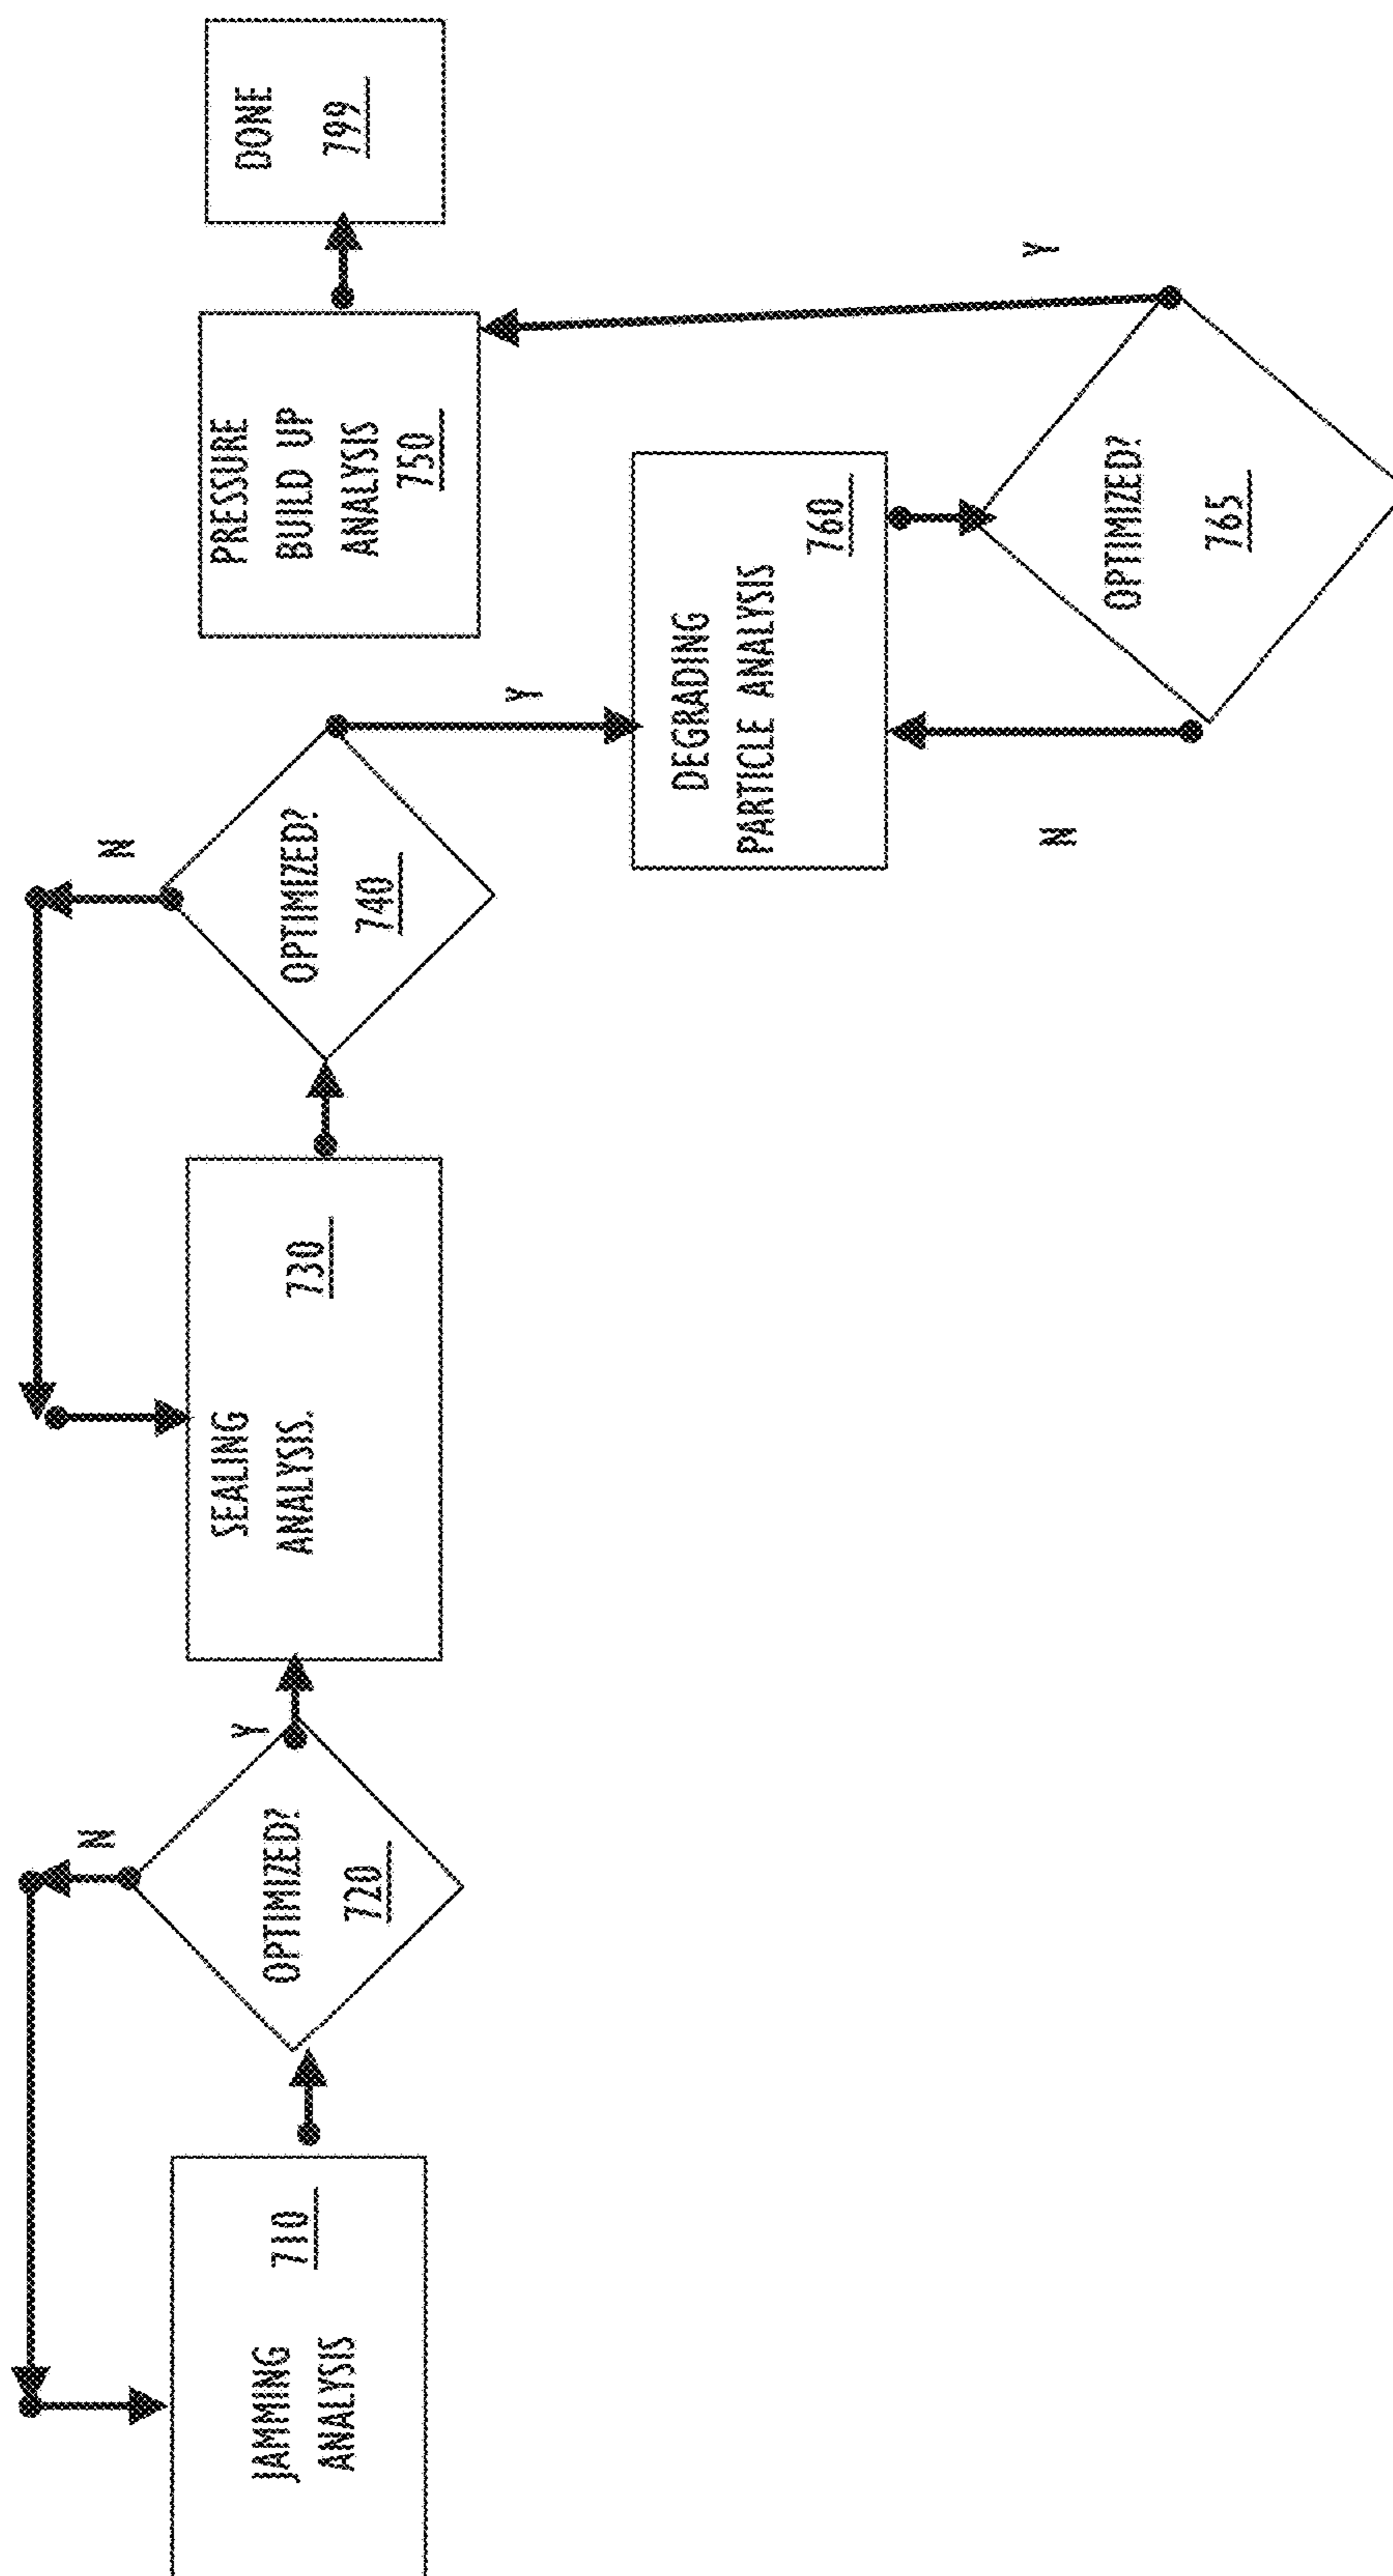 JAMMING
ANALYSIS
710
N
OPTIMIZED?
720
Y
SEALING
ANALYSIS.
730
N
OPTIMIZED?
740
Y
PRESSURE
BUILD UP
ANALYSIS
750
DONE
799
DEGRADING
PARTICLE ANALYSIS
760
N
OPTIMIZED?
765
Y